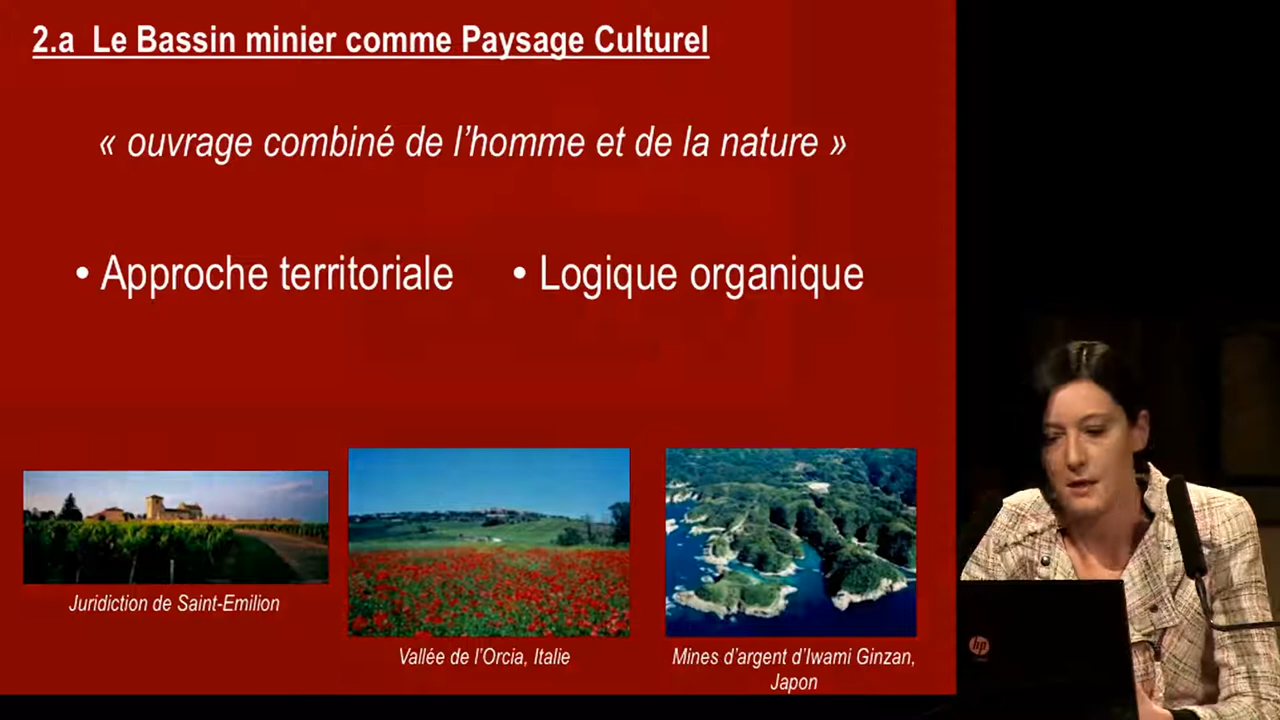 2.a Le Bassin minier comme Paysage Culturel
« ouvrage combiné de l'homme et de la nature »
• Approche territoriale
• Logique organique
Juridiction de Saint-Emilion
Vallée de l'Orcia, Italie
Mines d'argent d'Iwami Ginzan,
Japon
hp